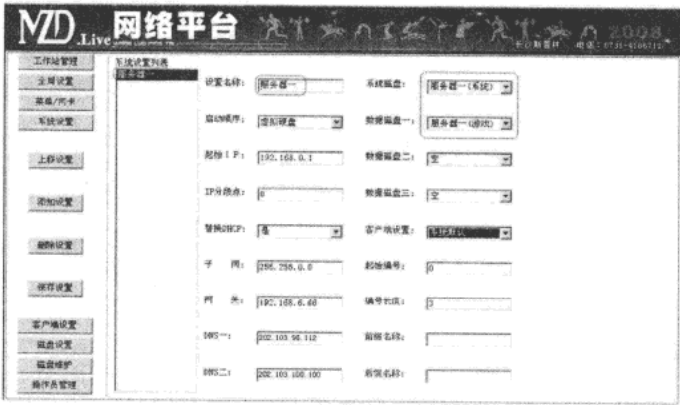 MZD.Live 网络平台 2008
工作站管理
全局设置
菜单/网卡
系统设置
上移设置
添加设置
删除设置
保存设置
客户端设置
磁盘设置
磁盘维护
操作员管理
系统设置列表
服务器一
设置名称: 服务器一 系统磁盘: 服务器一(系统)
启动顺序: 虚拟硬盘 数据磁盘一: 服务器一(游戏)
起始IP: 192.168.0.1 数据磁盘二: 空
IP分段点: 0 数据磁盘三: 空
替换DHCP: 是 客户端设置: 系统默认
子 网: 255.255.0.0 起始编号: 0
网 关: 192.168.6.66 编号长度: 3
DNS一: 202.103.96.112 前缀名称:
DNS二: 202.103.100.100 后缀名称: